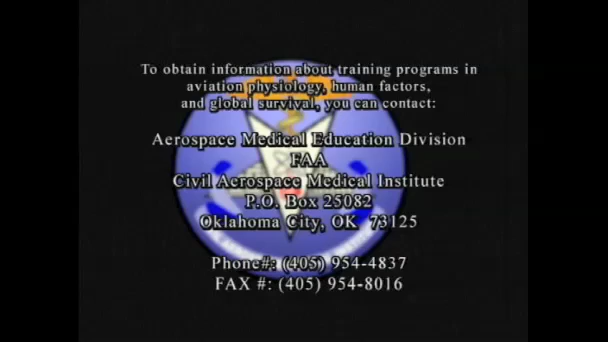 To obtain information about training programs in
aviation physiology, human factors,
and global survival, you can contact:
Aerospace Medical Education Division
FAA
Civil Aerospace Medical Institute
P.O. Box 25082
Oklahoma City, OK 73125
Phone#: (405) 954-4837
FAX #: (405) 954-8016